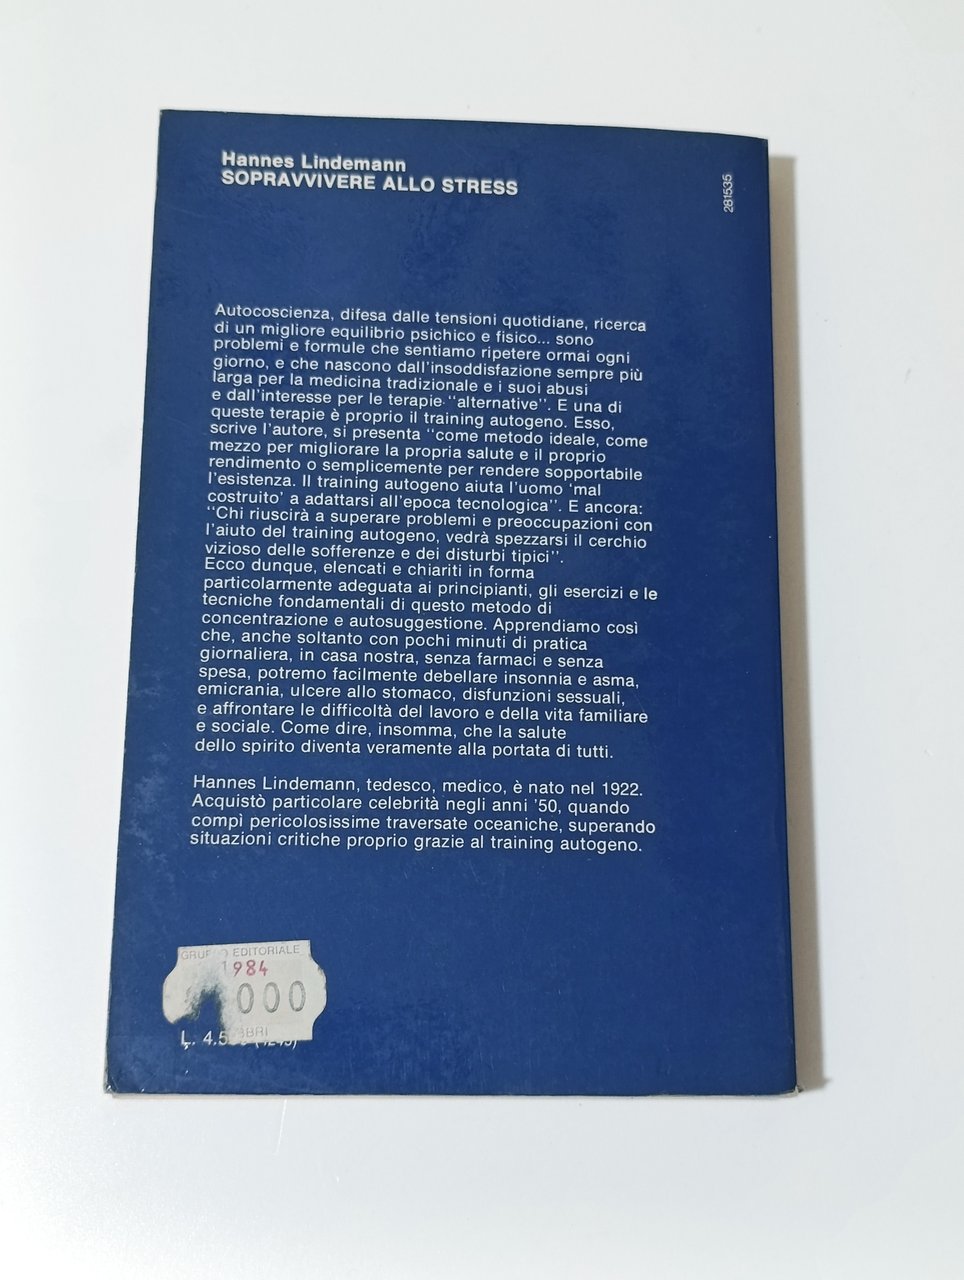 Hannes Lindemann
SOPRAVVIVERE ALLO STRESS
281535
Autocoscienza, difesa dalle tensioni quotidiane, ricerca
di un migliore equilibrio psichico e fisico... sono
problemi e formule che sentiamo ripetere ormai ogni
giorno, e che nascono dall'insoddisfazione sempre più
larga per la medicina tradizionale e i suoi abusi
e dall'interesse per le terapie "alternative". E una di
queste terapie è proprio il training autogeno. Esso,
scrive l'autore, si presenta "come metodo ideale, come
mezzo per migliorare la propria salute e il proprio
rendimento o semplicemente per rendere sopportabile
l'esistenza. Il training autogeno aiuta l'uomo 'mal
costruito' a adattarsi all'epoca tecnologica". E ancora:
"Chi riuscirà a superare problemi e preoccupazioni con
l'aiuto del training autogeno, vedrà spezzarsi il cerchio
vizioso delle sofferenze e dei disturbi tipici".
Ecco dunque, elencati e chiariti in forma
particolarmente adeguata ai principianti, gli esercizi e le
tecniche fondamentali di questo metodo di
concentrazione e autosuggestione. Apprendiamo così
che, anche soltanto con pochi minuti di pratica
giornaliera, in casa nostra, senza farmaci e senza
spesa, potremo facilmente debellare insonnia e asma,
emicrania, ulcere allo stomaco, disfunzioni sessuali,
e affrontare le difficoltà del lavoro e della vita familiare
e sociale. Come dire, insomma, che la salute
dello spirito diventa veramente alla portata di tutti.
Hannes Lindemann, tedesco, medico, è nato nel 1922.
Acquistò particolare celebrità negli anni '50, quando
compì pericolosissime traversate oceaniche, superando
situazioni critiche proprio grazie al training autogeno.
EDITORIALE
1984
000
L.